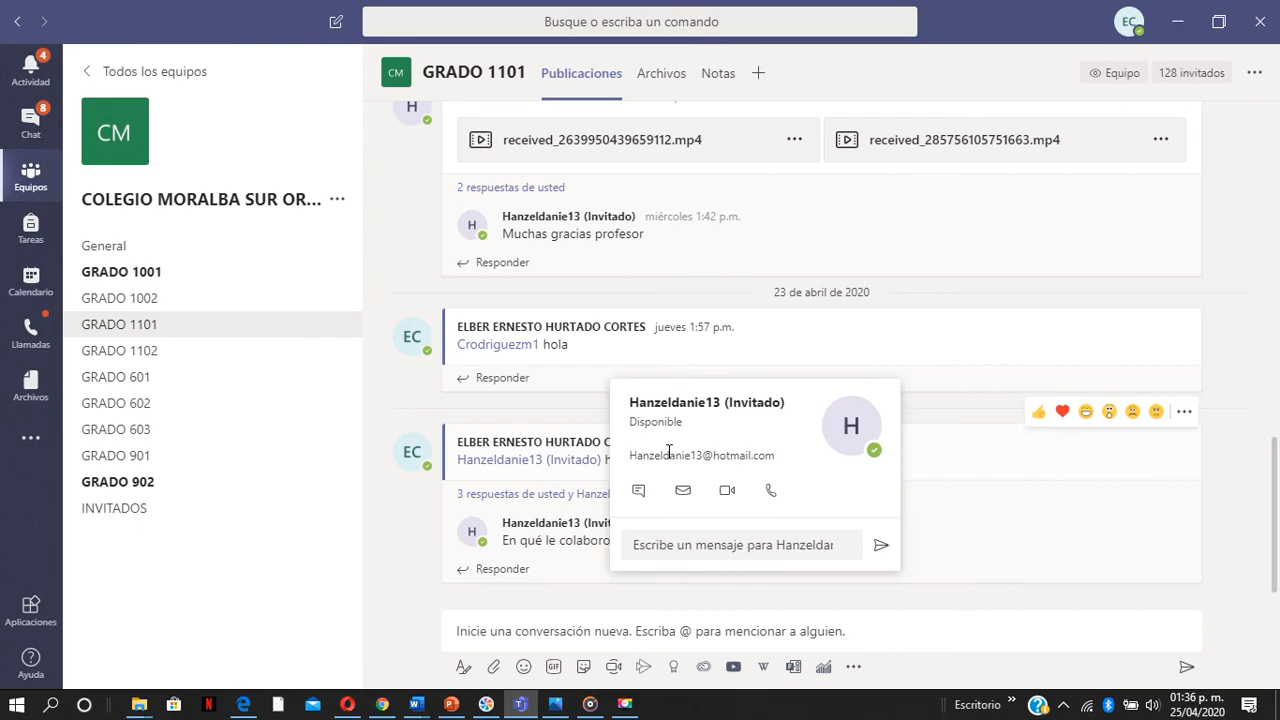 Busque o escriba un comando
EC
4
Actividad
8
Chat
Equipos
Tareas
Calendario
Llamadas
Archivos
Aplicaciones
Ayuda
Todos los equipos
CM
COLEGIO MORALBA SUR OR...
General
GRADO 1001
GRADO 1002
GRADO 1101
GRADO 1102
GRADO 601
GRADO 602
GRADO 603
GRADO 901
GRADO 902
INVITADOS
CM GRADO 1101 Publicaciones Archivos Notas Equipo 128 invitados
H
received_2639950439659112.mp4
received_285756105751663.mp4
2 respuestas de usted
H Hanzeldanie13 (Invitado) miércoles 1:42 p.m.
Muchas gracias profesor
Responder
23 de abril de 2020
EC ELBER ERNESTO HURTADO CORTES jueves 1:57 p.m.
Crodriguezm1 hola
Responder
EC ELBER ERNESTO HURTADO C
Hanzeldanie13 (Invitado) h
3 respuestas de usted y Hanzel
H Hanzeldanie13 (Invit
En qué le colaboro
Responder
Hanzeldanie13 (Invitado)
Disponible
H
Hanzeldanie13@hotmail.com
Escribe un mensaje para Hanzeldar
Inicie una conversación nueva. Escriba @ para mencionar a alguien.
GIF
W
Escritorio
01:36 p. m.
25/04/2020